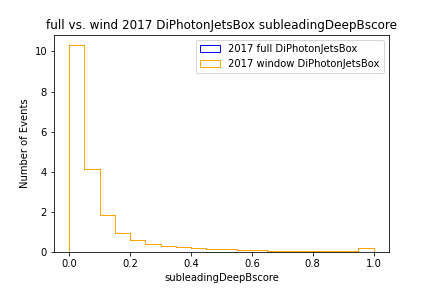 full vs. wind 2017 DiPhotonJetsBox subleadingDeepBscore
2017 full DiPhotonJetsBox
2017 window DiPhotonJetsBox
Number of Events
10
8
6
4
2
0
0.0 0.2 0.4 0.6 0.8 1.0
subleadingDeepBscore